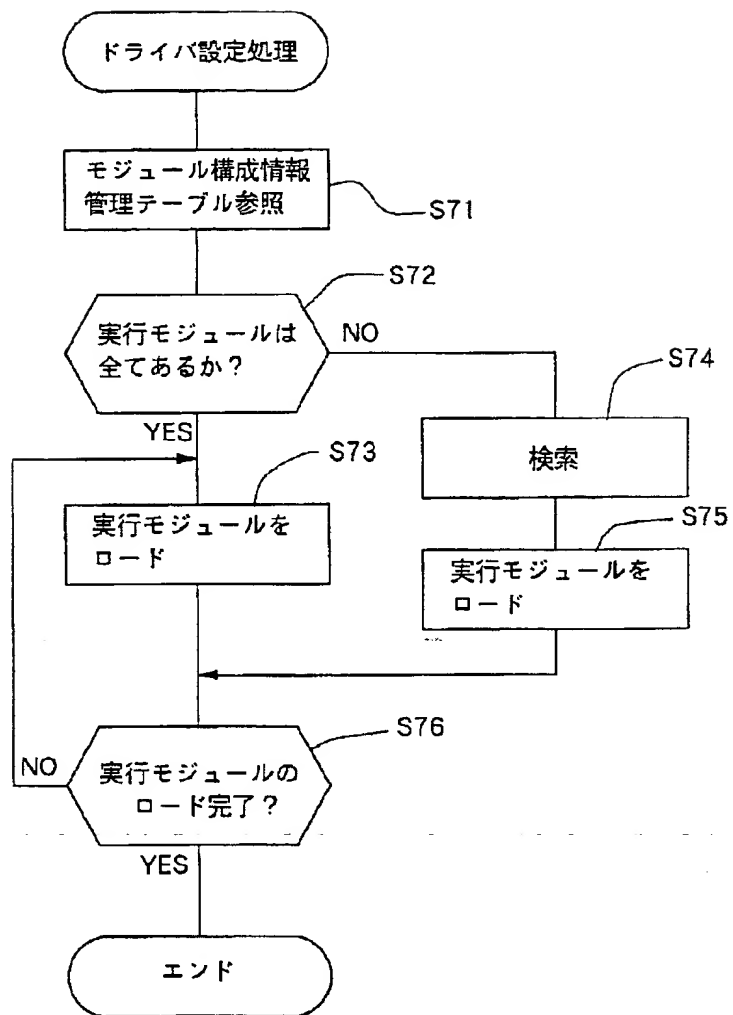 ドライバ設定処理
モジュール構成情報
管理テーブル参照
S71
S72
実行モジュールは
全てあるか?
NO
YES
S74
検索
S73
実行モジュールを
ロード
S75
実行モジュールを
ロード
S76
実行モジュールの
ロード完了?
NO
YES
エンド